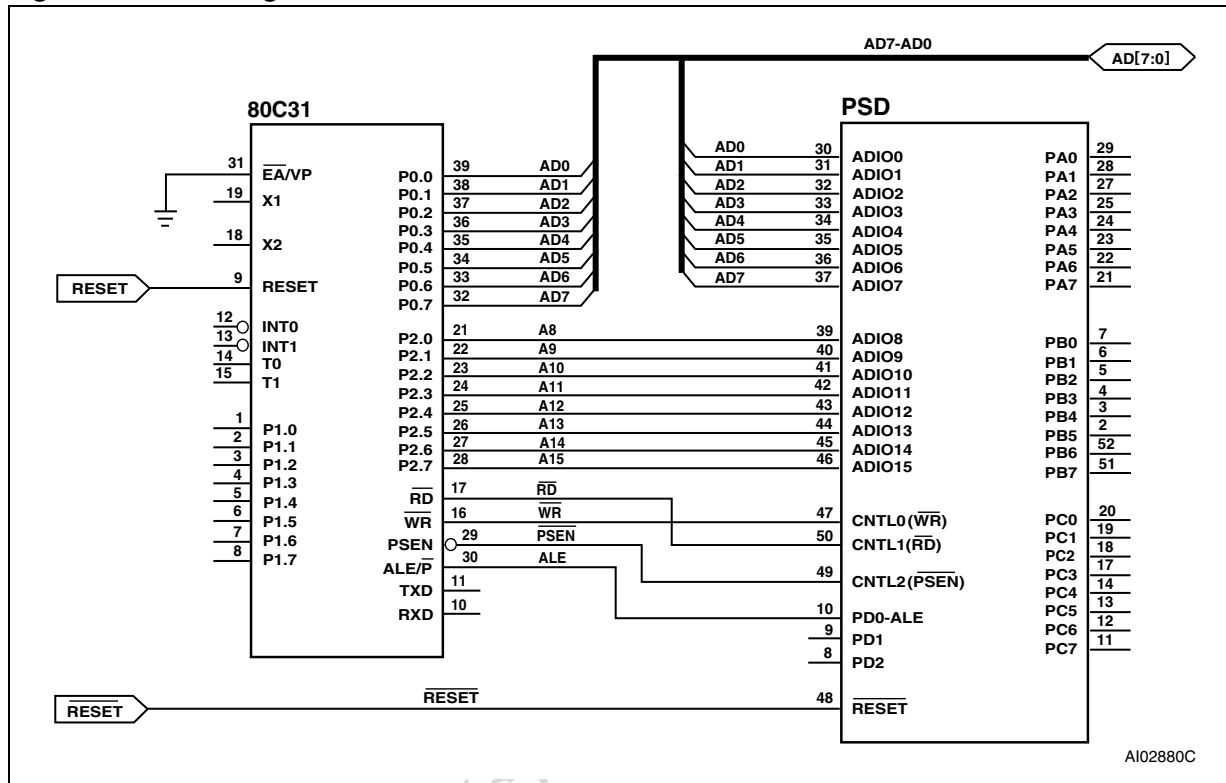 AD7-AD0
AD[7:0]
80C31
PSD
31 EA/VP
19 X1
18 X2
RESET 9 RESET
12 INT0
13 INT1
14 T0
15 T1
1 P1.0
2 P1.1
3 P1.2
4 P1.3
5 P1.4
6 P1.5
7 P1.6
8 P1.7
P0.0 39 AD0
P0.1 38 AD1
P0.2 37 AD2
P0.3 36 AD3
P0.4 35 AD4
P0.5 34 AD5
P0.6 33 AD6
P0.7 32 AD7
P2.0 21 A8
P2.1 22 A9
P2.2 23 A10
P2.3 24 A11
P2.4 25 A12
P2.5 26 A13
P2.6 27 A14
P2.7 28 A15
RD 17 RD
WR 16 WR
PSEN 29 PSEN
ALE/P 30 ALE
TXD 11
RXD 10
AD0 30 ADIO0
AD1 31 ADIO1
AD2 32 ADIO2
AD3 33 ADIO3
AD4 34 ADIO4
AD5 35 ADIO5
AD6 36 ADIO6
AD7 37 ADIO7
39 ADIO8
40 ADIO9
41 ADIO10
42 ADIO11
43 ADIO12
44 ADIO13
45 ADIO14
46 ADIO15
47 CNTL0(WR)
50 CNTL1(RD)
49 CNTL2(PSEN)
10 PD0-ALE
9 PD1
8 PD2
48 RESET
PA0 29
PA1 28
PA2 27
PA3 25
PA4 24
PA5 23
PA6 22
PA7 21
PB0 7
PB1 6
PB2 5
PB3 4
PB4 3
PB5 2
PB6 52
PB7 51
PC0 20
PC1 19
PC2 18
PC3 17
PC4 14
PC5 13
PC6 12
PC7 11
RESET RESET
AI02880C